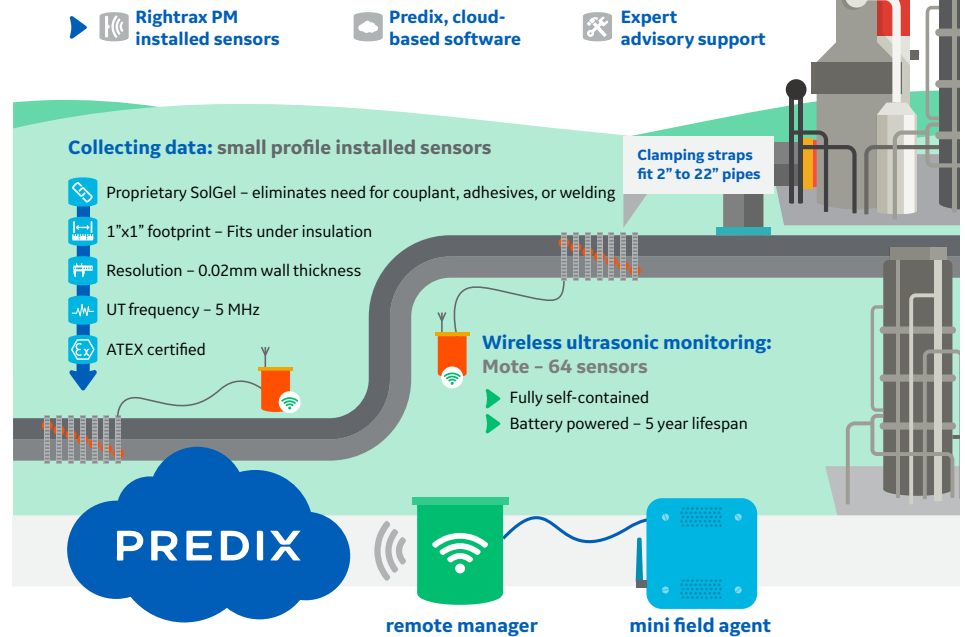 Rightrax PM
installed sensors
Predix, cloud-
based software
Expert
advisory support
Collecting data: small profile installed sensors
Clamping straps
fit 2” to 22” pipes
Proprietary SolGel – eliminates need for couplant, adhesives, or welding
1”x1” footprint – Fits under insulation
Resolution – 0.02mm wall thickness
UT frequency – 5 MHz
Ex
ATEX certified
Wireless ultrasonic monitoring:
Mote – 64 sensors
Fully self-contained
Battery powered – 5 year lifespan
PREDIX
remote manager
mini field agent